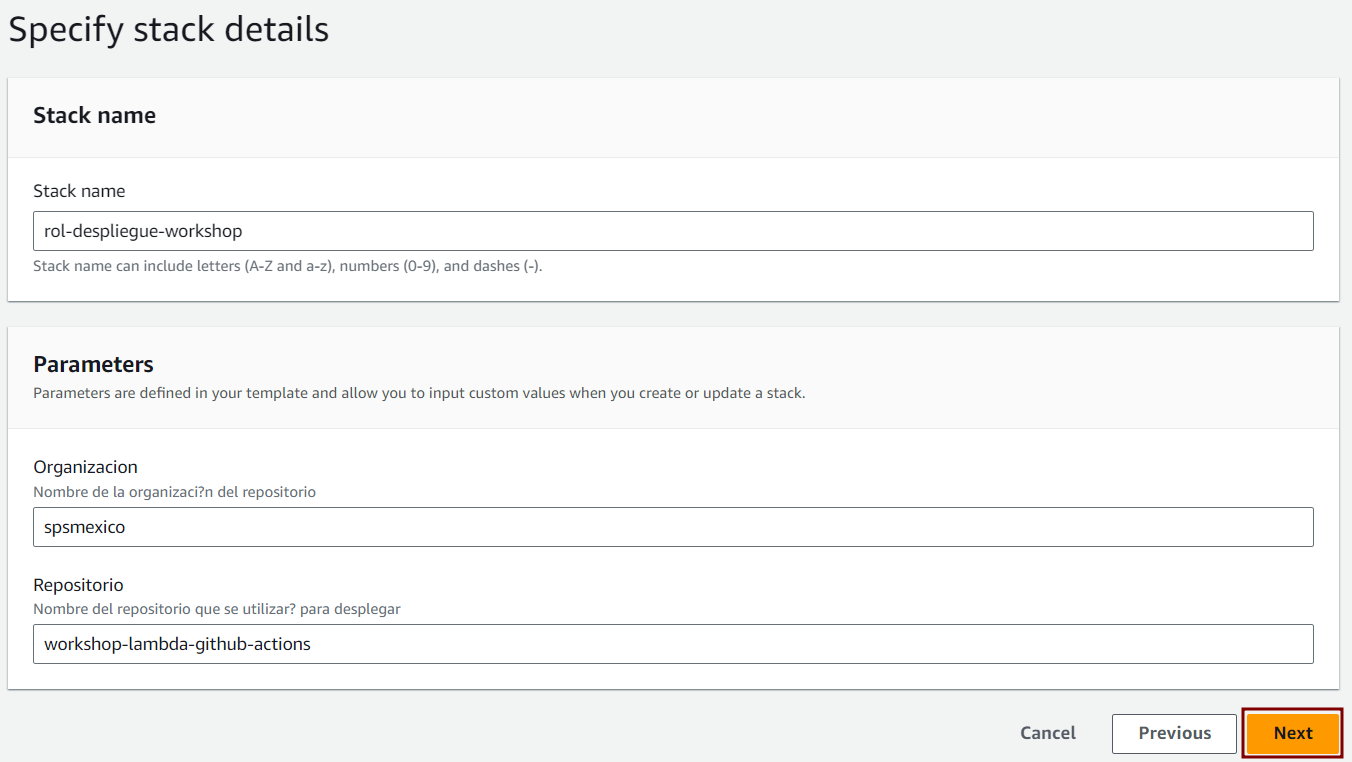 Specify stack details
Stack name
Stack name
rol-despliegue-workshop
Stack name can include letters (A-Z and a-z), numbers (0-9), and dashes (-).
Parameters
Parameters are defined in your template and allow you to input custom values when you create or update a stack.
Organizacion
Nombre de la organizaci?n del repositorio
spsmexico
Repositorio
Nombre del repositorio que se utilizar? para desplegar
workshop-lambda-github-actions
Cancel Previous Next